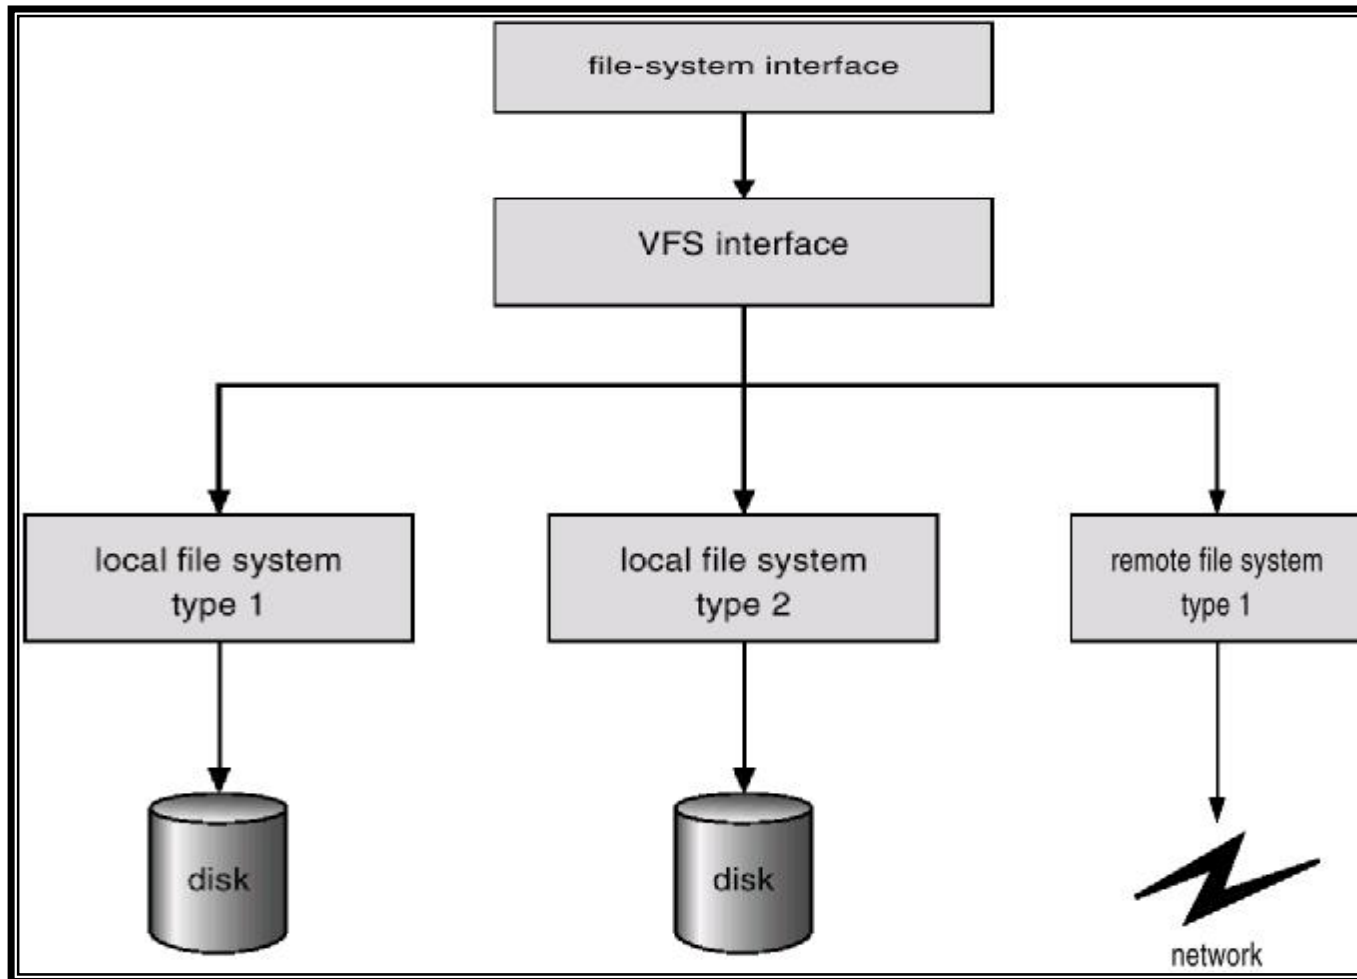 file-system interface
VFS interface
local file system
type 1
local file system
type 2
remote file system
type 1
disk
disk
network